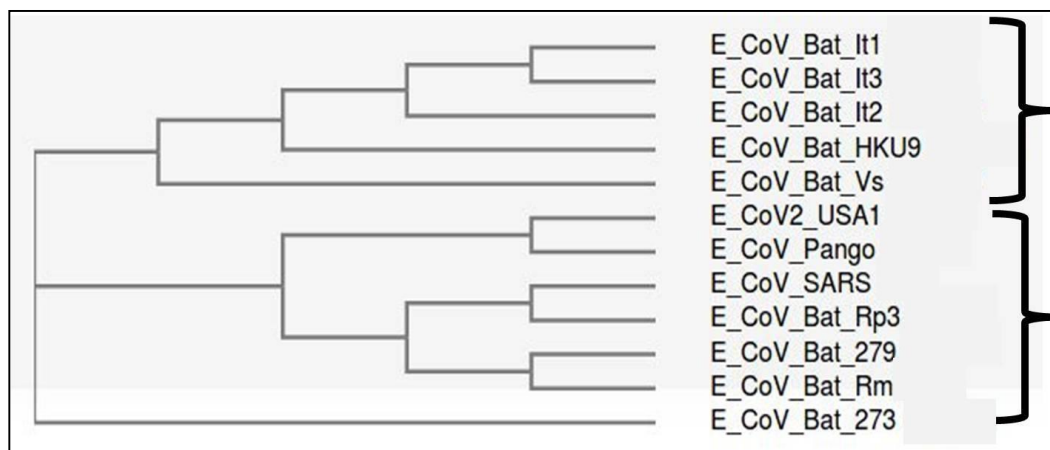 E_CoV_Bat_It1
E_CoV_Bat_It3
E_CoV_Bat_It2
E_CoV_Bat_HKU9
E_CoV_Bat_Vs
E_CoV2_USA1
E_CoV_Pango
E_CoV_SARS
E_CoV_Bat_Rp3
E_CoV_Bat_279
E_CoV_Bat_Rm
E_CoV_Bat_273